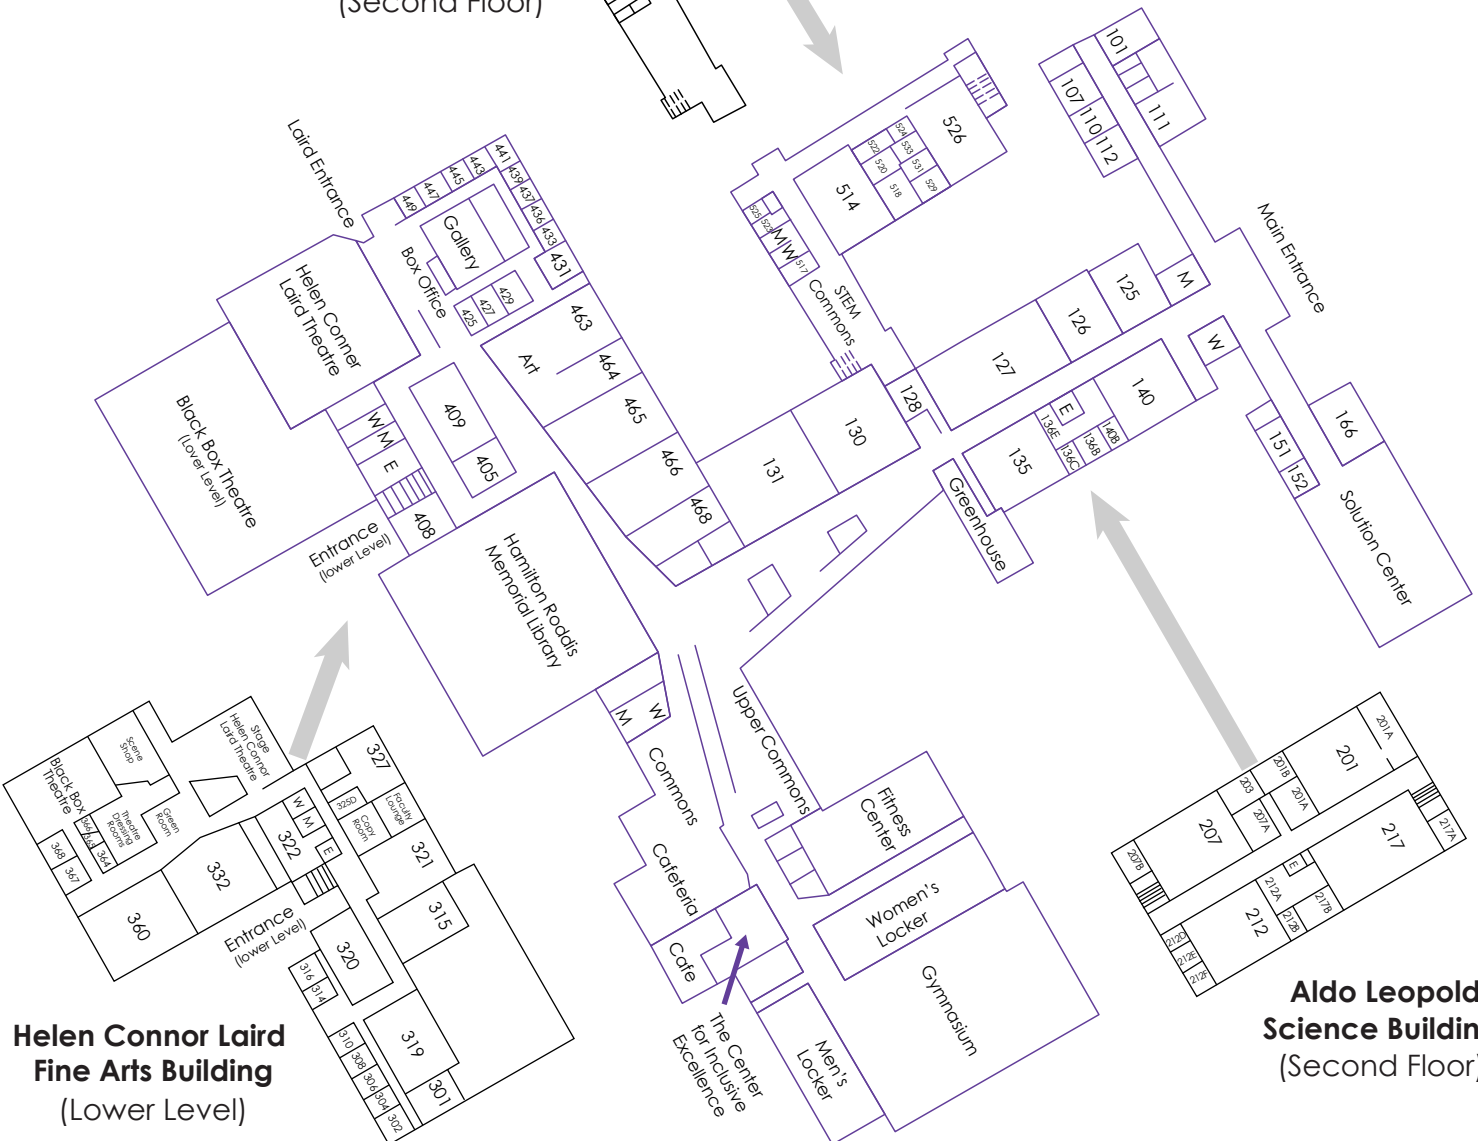 (Second Floor)
Laird Entrance
441
443
445
447
449
439
437
436
433
431
Gallery
Box Office
429
427
425
Helen Conner
Laird Theatre
Black Box Theatre
(Lover Level)
W
M
E
409
405
408
Entrance
(lower Level)
Art
463
464
465
466
468
Hamilton Roddis
Memorial Library
526
524
533
531
529
522
520
518
514
525
523
M
W
517
STEM
Commons
101
107
110
112
111
Main Entrance
M
125
126
127
128
130
131
W
140
E
136E
140B
136B
136C
135
Greenhouse
166
151
152
Solution Center
M
W
Commons
Upper Commons
Cafeteria
Cafe
Fitness
Center
Women's
Locker
Gymnasium
Men's
Locker
The Center
for Inclusive
Excellence
Scene
Shop
Stage
Helen Connor
Laird Theatre
Black Box
Theatre
Green
Room
Theatre
Dressing
Rooms
366
365
364
368
367
360
332
322
W
M
E
327
325D
Faculty
Lounge
Copy
Room
321
315
Entrance
(lower Level)
320
316
314
319
310
308
306
304
302
301
Helen Connor Laird
Fine Arts Building
(Lower Level)
201A
201
201B
203
201A
207A
207
207B
217
217A
E
212A
217B
212B
212
212D
212E
212F
Aldo Leopold
Science Buildin
(Second Floor)